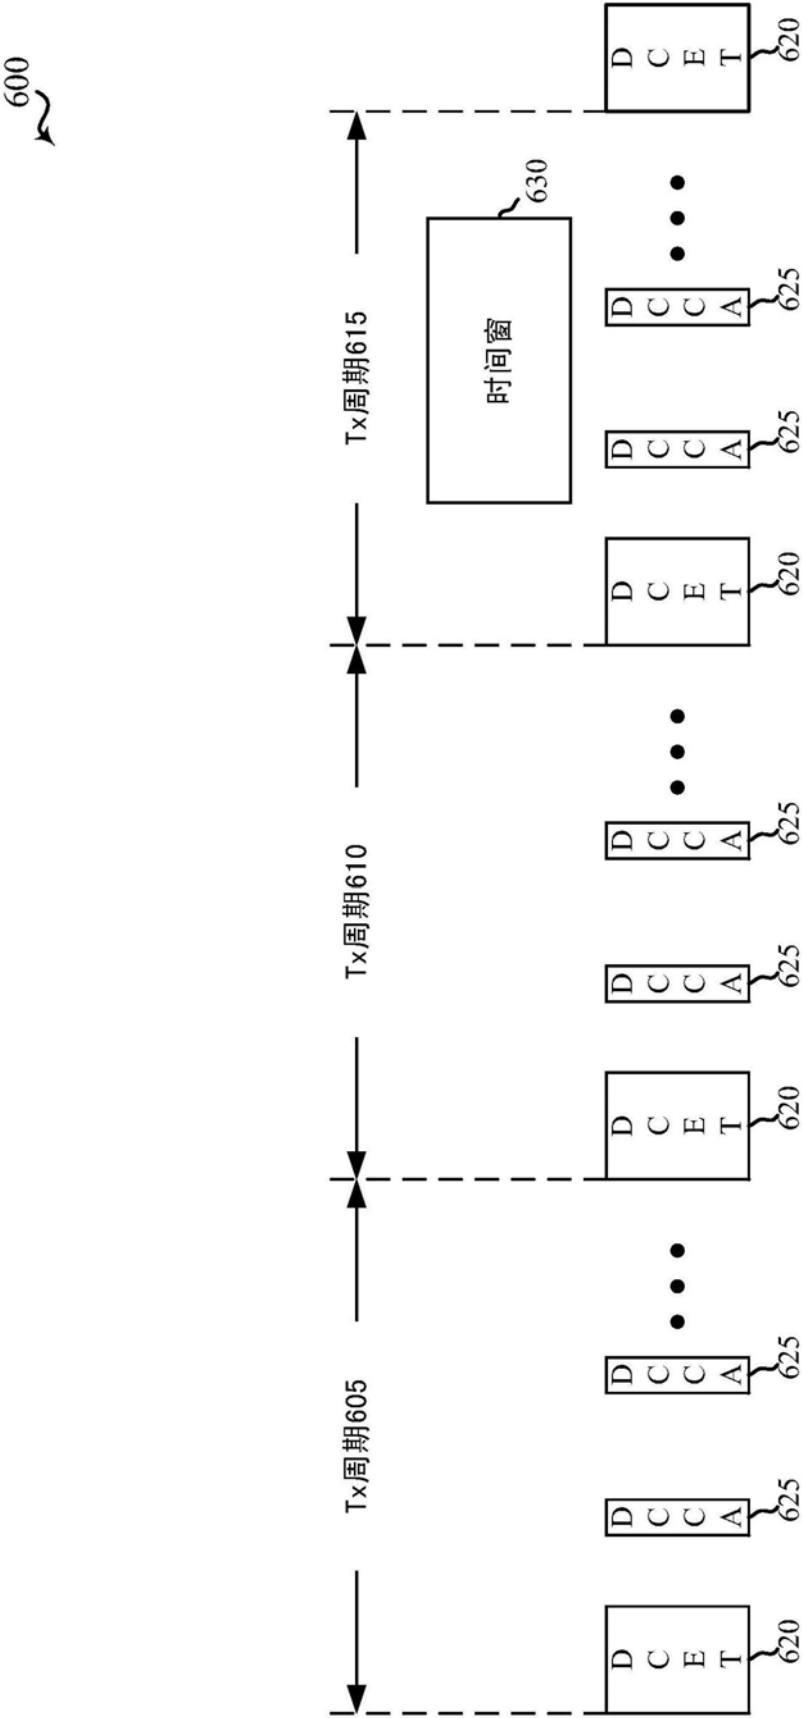 600
Tx周期605
Tx周期610
Tx周期615
630
时间窗
DCET
DCCA
DCCA
DCET
DCCA
DCCA
DCET
DCCA
DCCA
DCET
620
625
625
620
625
625
620
625
625
620